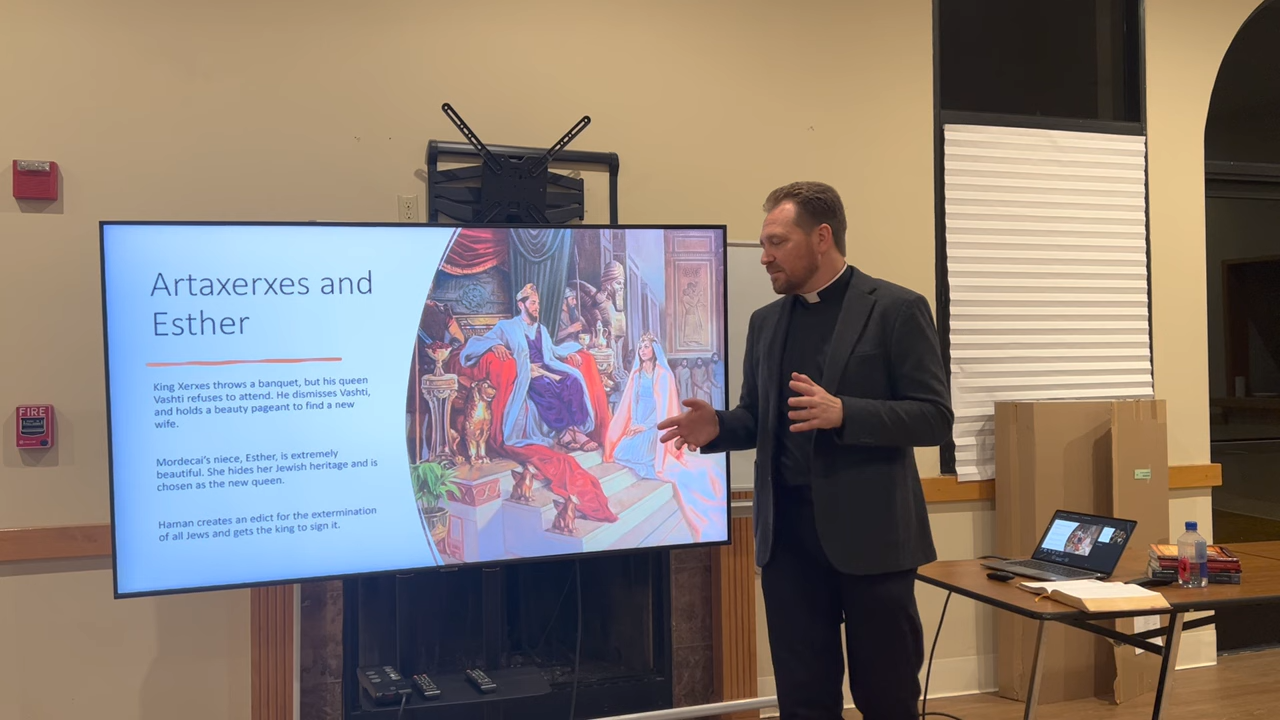 Artaxerxes and
Esther
King Xerxes throws a banquet, but his queen
Vashti refuses to attend. He dismisses Vashti,
and holds a beauty pageant to find a new
wife.
Mordecai's niece, Esther, is extremely
beautiful. She hides her Jewish heritage and is
chosen as the new queen.
Haman creates an edict for the extermination
of all Jews and gets the king to sign it.
FIRE